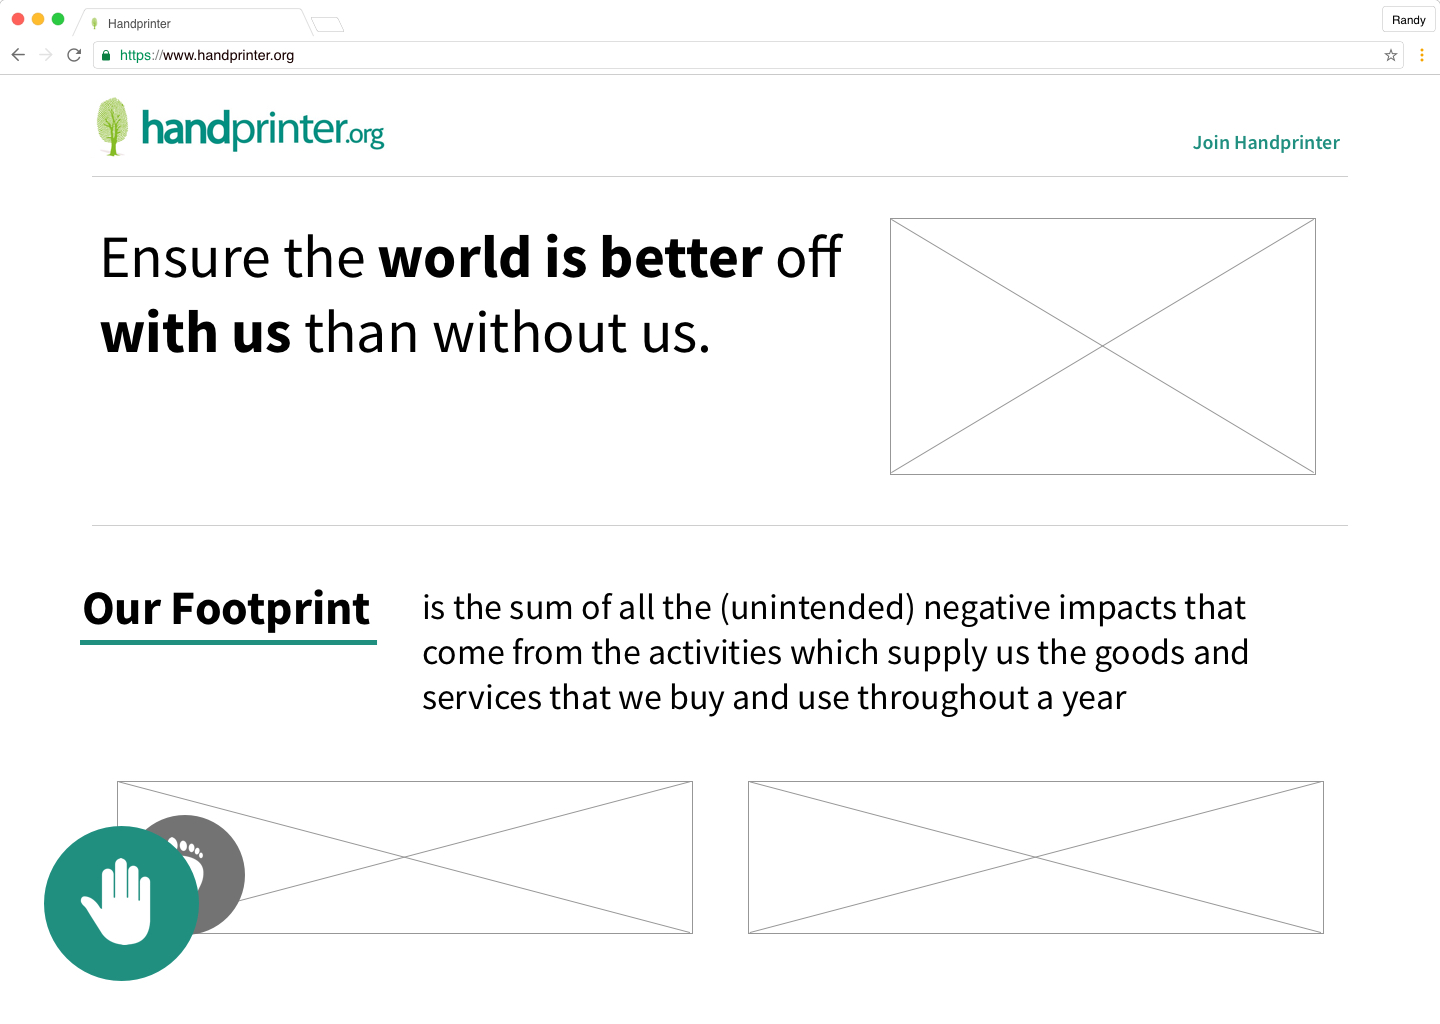 Handprinter
Randy
https://www.handprinter.org
handprinter.org
Join Handprinter
Ensure the world is better off
with us than without us.
Our Footprint
is the sum of all the (unintended) negative impacts that
come from the activities which supply us the goods and
services that we buy and use throughout a year